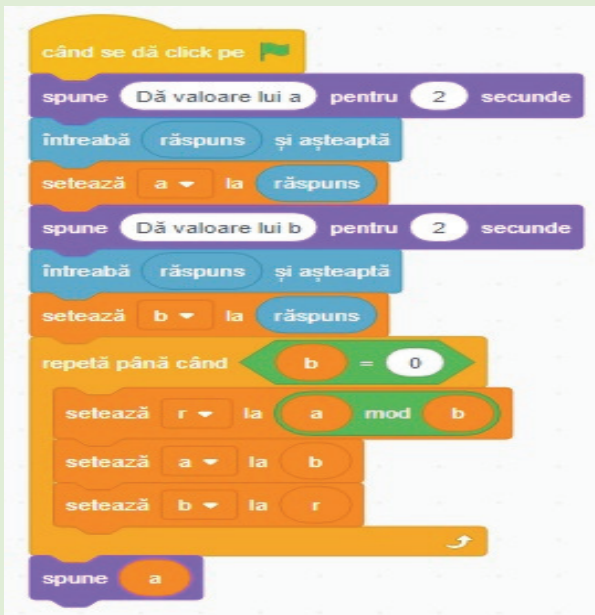 când se dă click pe
spune Dă valoare lui a pentru 2 secunde
întreabă răspuns și așteaptă
setează a la răspuns
spune Dă valoare lui b pentru 2 secunde
întreabă răspuns și așteaptă
setează b la răspuns
repetă până când b = 0
setează r la a mod b
setează a la b
setează b la r
spune a